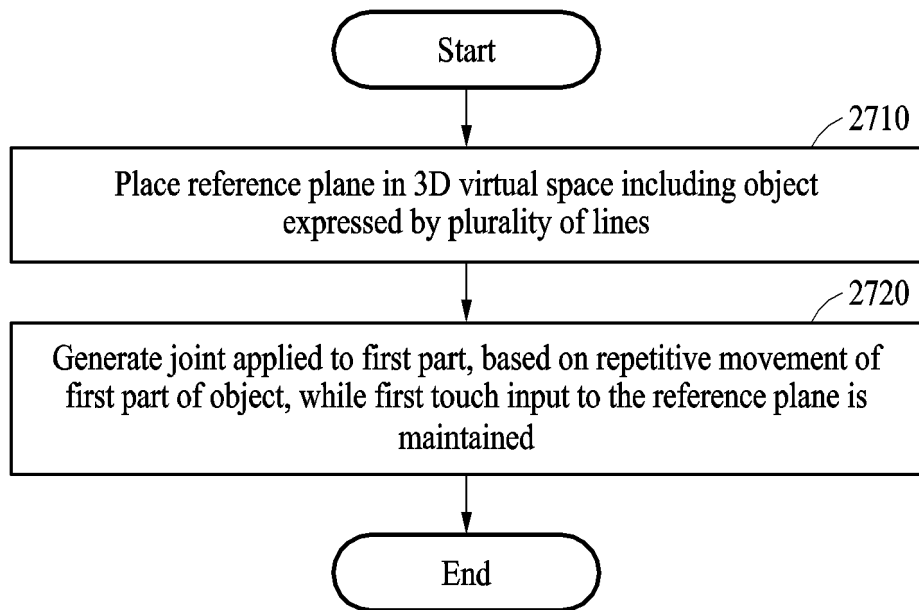 Start
2710
Place reference plane in 3D virtual space including object
expressed by plurality of lines
2720
Generate joint applied to first part, based on repetitive movement of
first part of object, while first touch input to the reference plane is
maintained
End